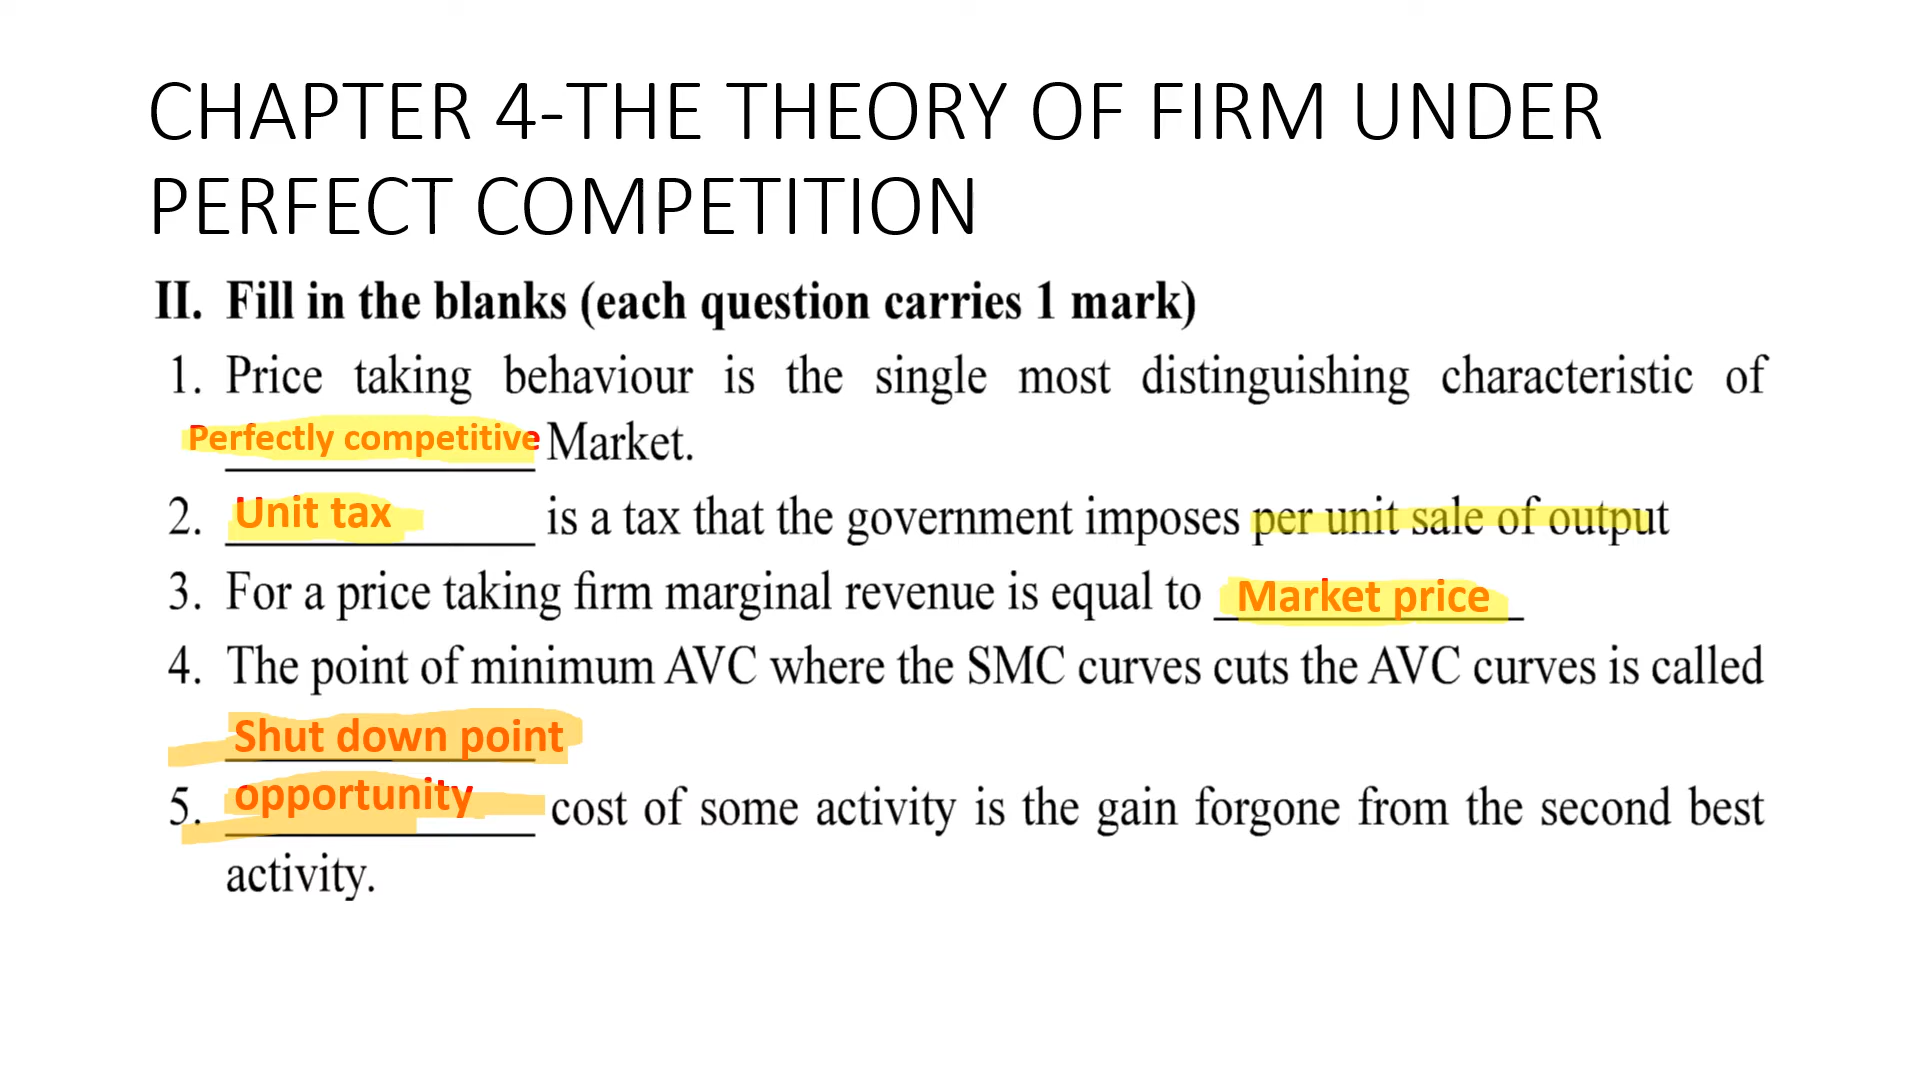 CHAPTER 4-THE THEORY OF FIRM UNDER
PERFECT COMPETITION
II. Fill in the blanks (each question carries 1 mark)
1. Price taking behaviour is the single most distinguishing characteristic of
Perfectly competitive Market.
2. Unit tax is a tax that the government imposes per unit sale of output
3. For a price taking firm marginal revenue is equal to Market price
4. The point of minimum AVC where the SMC curves cuts the AVC curves is called
Shut down point
5. opportunity cost of some activity is the gain forgone from the second best
activity.